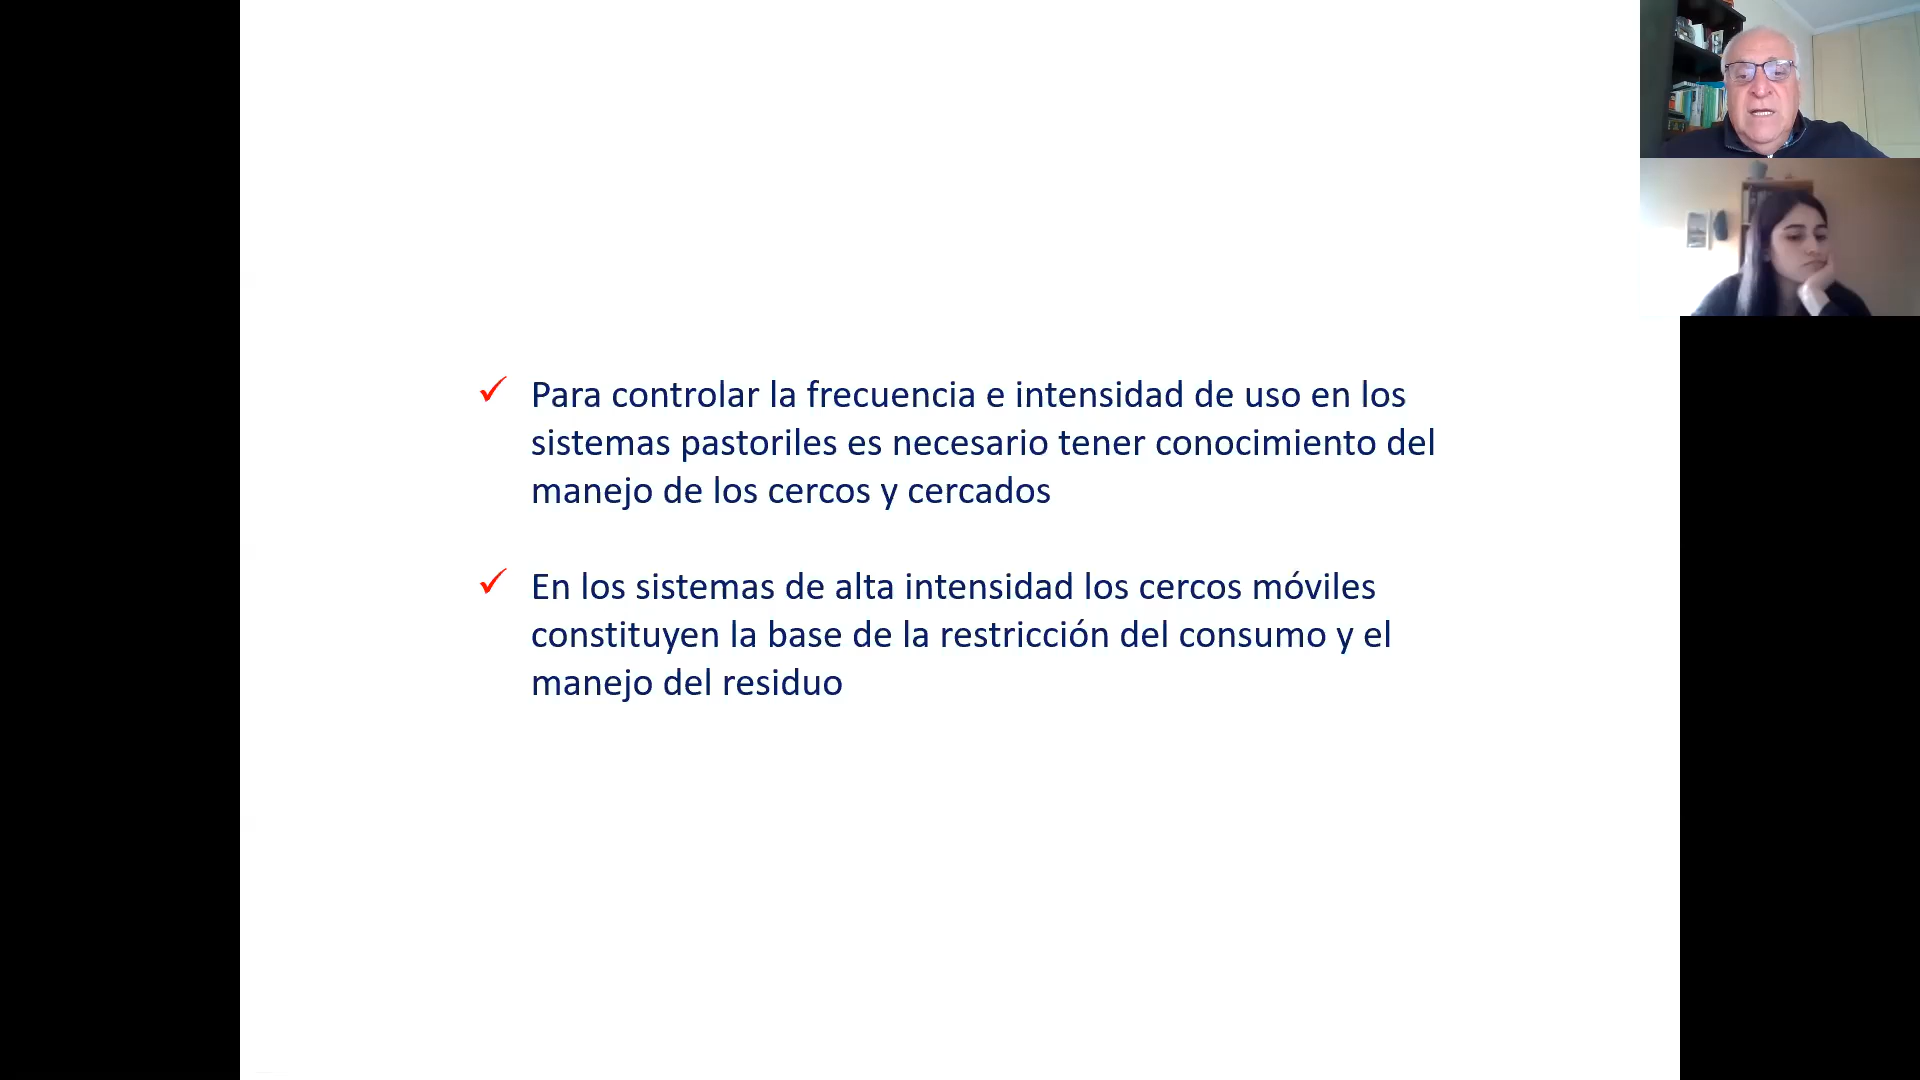 Para controlar la frecuencia e intensidad de uso en los
sistemas pastoriles es necesario tener conocimiento del
manejo de los cercos y cercados
En los sistemas de alta intensidad los cercos móviles
constituyen la base de la restricción del consumo y el
manejo del residuo